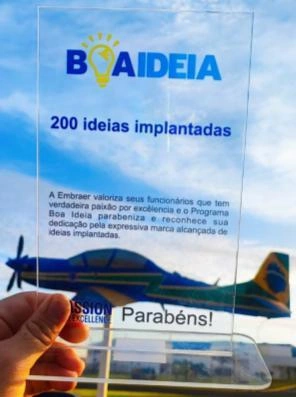 BOAIDEIA
200 ideias implantadas
A Embraer valoriza seus funcionários que tem
verdadeira paixão por excelência e o Programa
Boa Ideia parabeniza e reconhece sua
dedicação pela expressiva marca alcançada de
ideias implantadas.
Parabéns!
EXCELLENCE